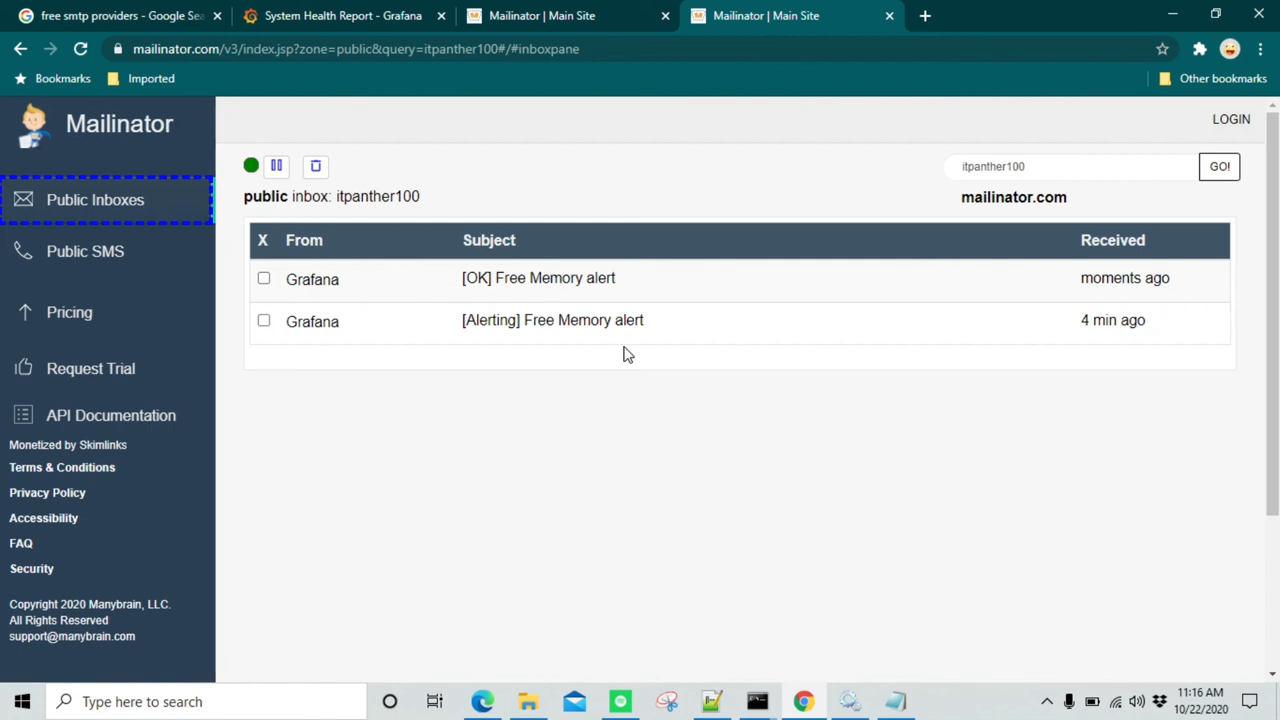 free smtp providers - Google Sea
System Health Report - Grafana
Mailinator | Main Site
Mailinator | Main Site
mailinator.com/v3/index.jsp?zone=public&query=itpanther100#/#inboxpane
Bookmarks
Imported
Other bookmarks
Mailinator
LOGIN
itpanther100
GO!
Public Inboxes
public inbox: itpanther100
mailinator.com
X From Subject Received
Public SMS
Grafana [OK] Free Memory alert moments ago
Grafana [Alerting] Free Memory alert 4 min ago
Pricing
Request Trial
API Documentation
Monetized by Skimlinks
Terms & Conditions
Privacy Policy
Accessibility
FAQ
Security
Copyright 2020 Manybrain, LLC.
All Rights Reserved
support@manybrain.com
Type here to search
11:16 AM
10/22/2020